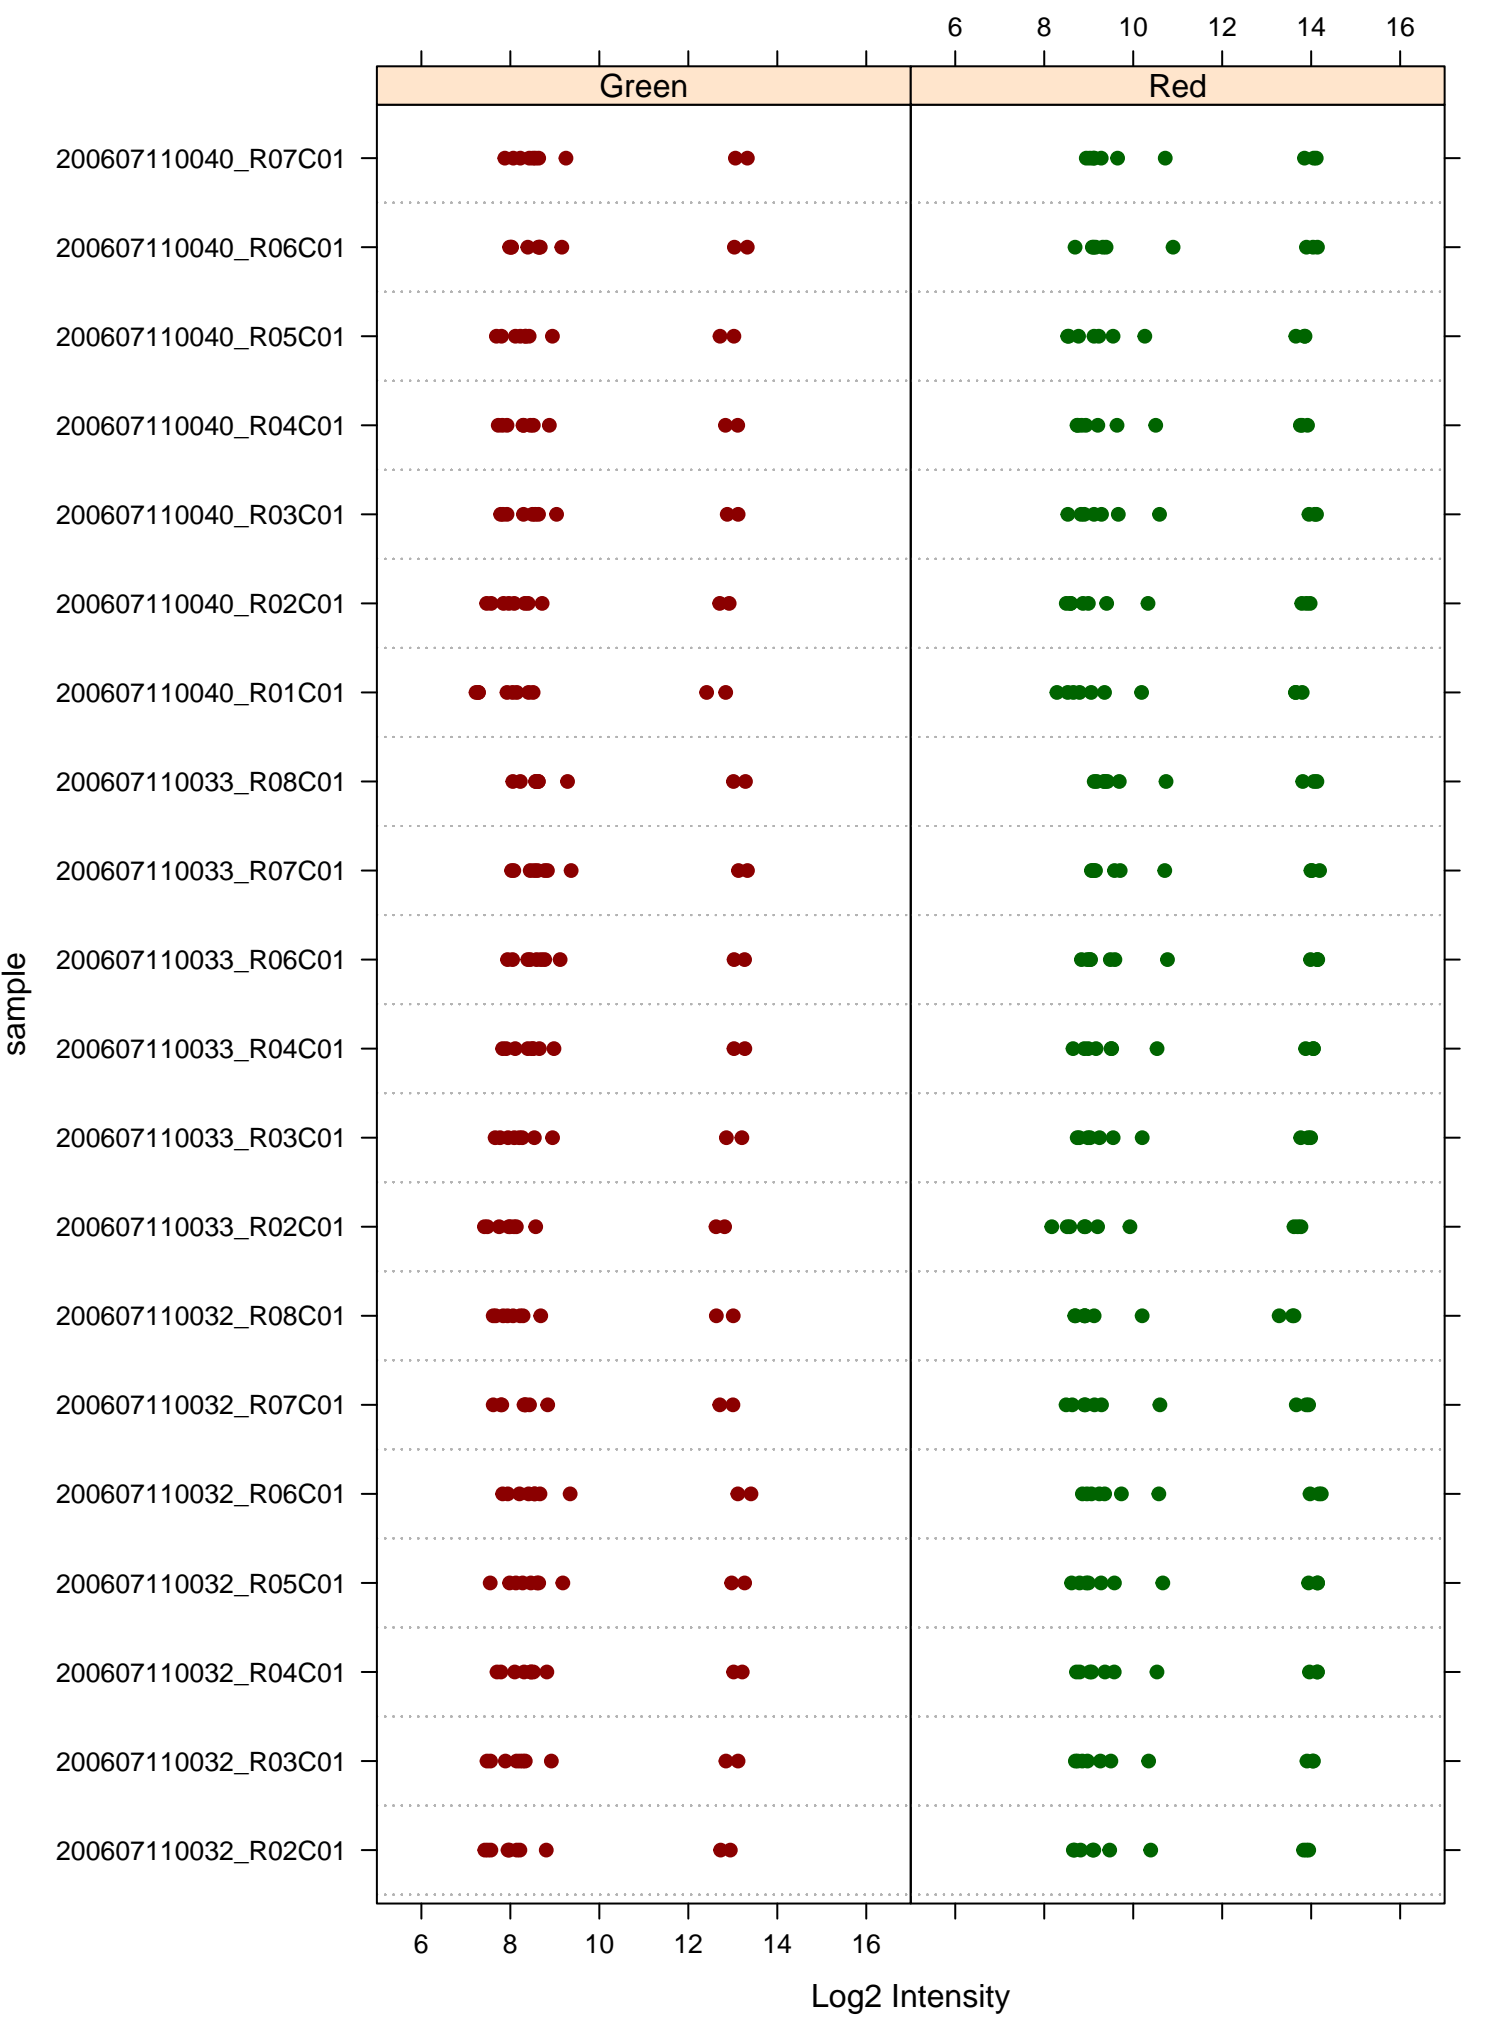 6 8 10 12 14 16
Green Red
200607110040_R07C01
200607110040_R06C01
200607110040_R05C01
200607110040_R04C01
200607110040_R03C01
200607110040_R02C01
200607110040_R01C01
200607110033_R08C01
200607110033_R07C01
200607110033_R06C01
200607110033_R04C01
200607110033_R03C01
200607110033_R02C01
200607110032_R08C01
200607110032_R07C01
200607110032_R06C01
200607110032_R05C01
200607110032_R04C01
200607110032_R03C01
200607110032_R02C01
sample
6 8 10 12 14 16
Log2 Intensity